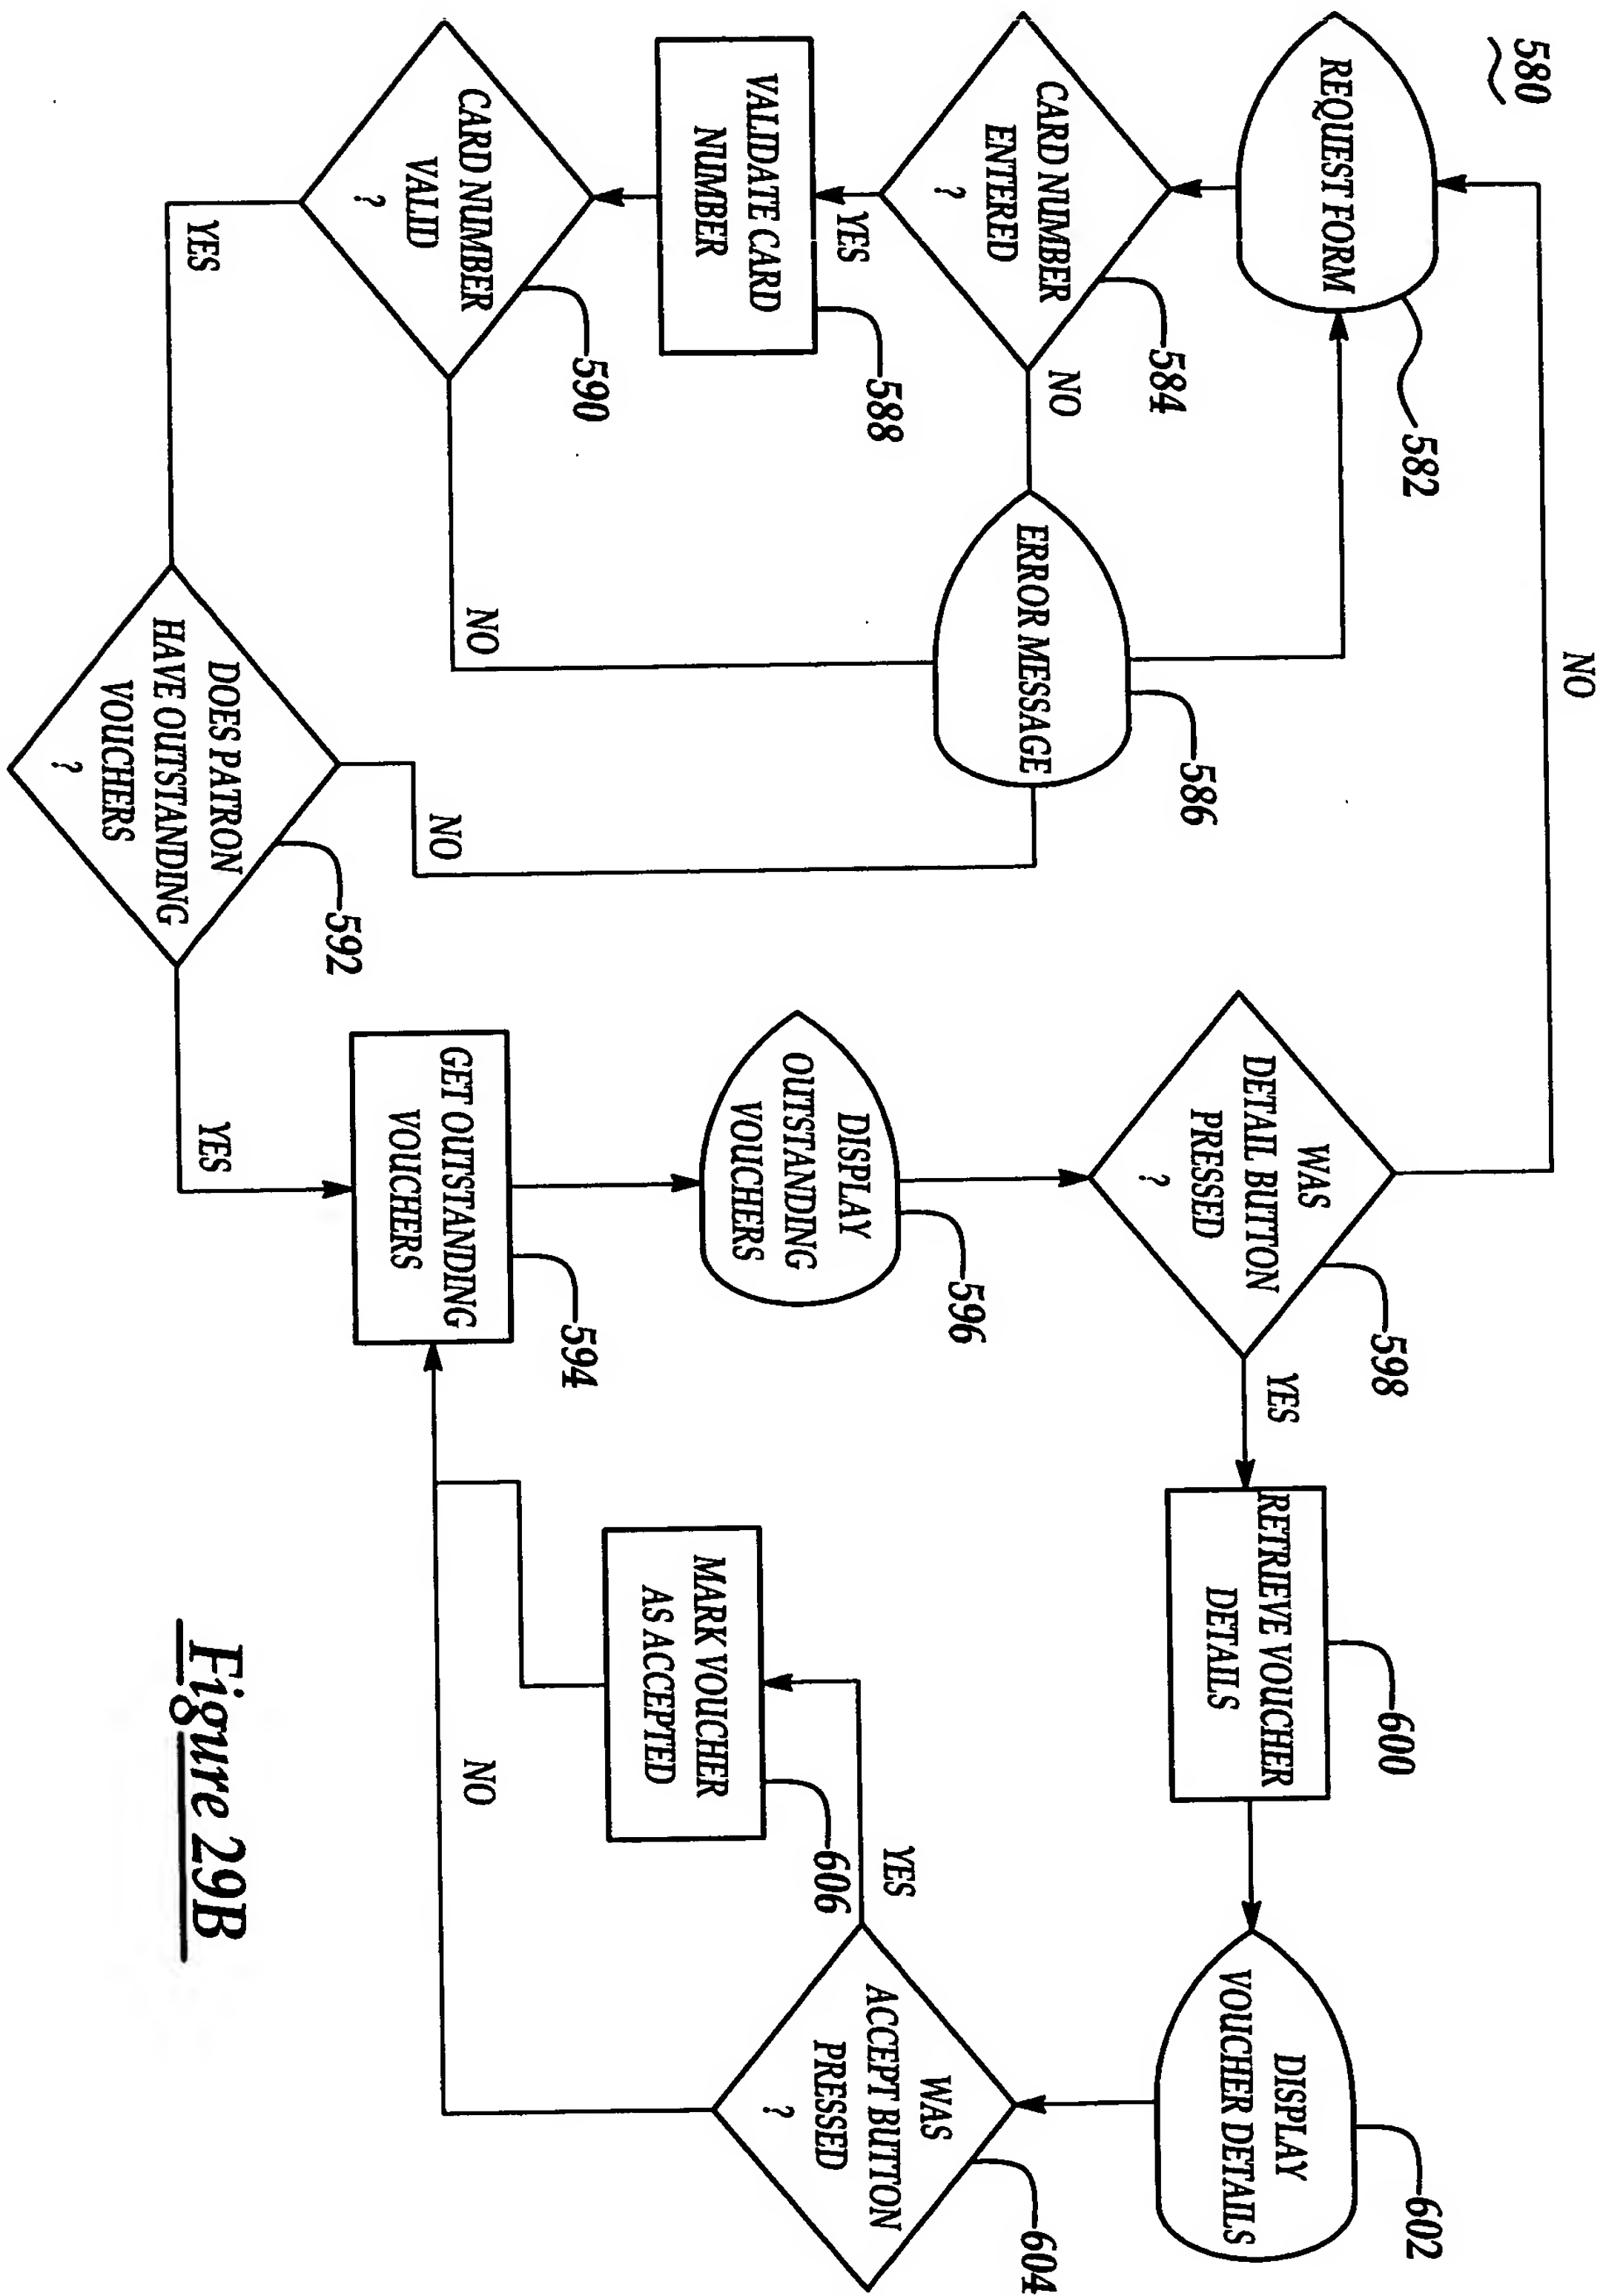 580
REQUEST FORM
582
CARD NUMBER
ENTERED
?
584
NO
YES
ERROR MESSAGE
586
VALIDATE CARD
NUMBER
588
CARD NUMBER
VALID
?
590
NO
YES
DOES PATRON
HAVE OUTSTANDING
VOUCHERS
?
592
NO
YES
GET OUTSTANDING
VOUCHERS
594
DISPLAY
OUTSTANDING
VOUCHERS
596
WAS
DETAIL BUTTON
PRESSED
?
598
NO
YES
RETRIEVE VOUCHER
DETAILS
600
DISPLAY
VOUCHER DETAILS
602
WAS
ACCEPT BUTTON
PRESSED
?
604
YES
NO
MARK VOUCHER
AS ACCEPTED
606
Figure 29B